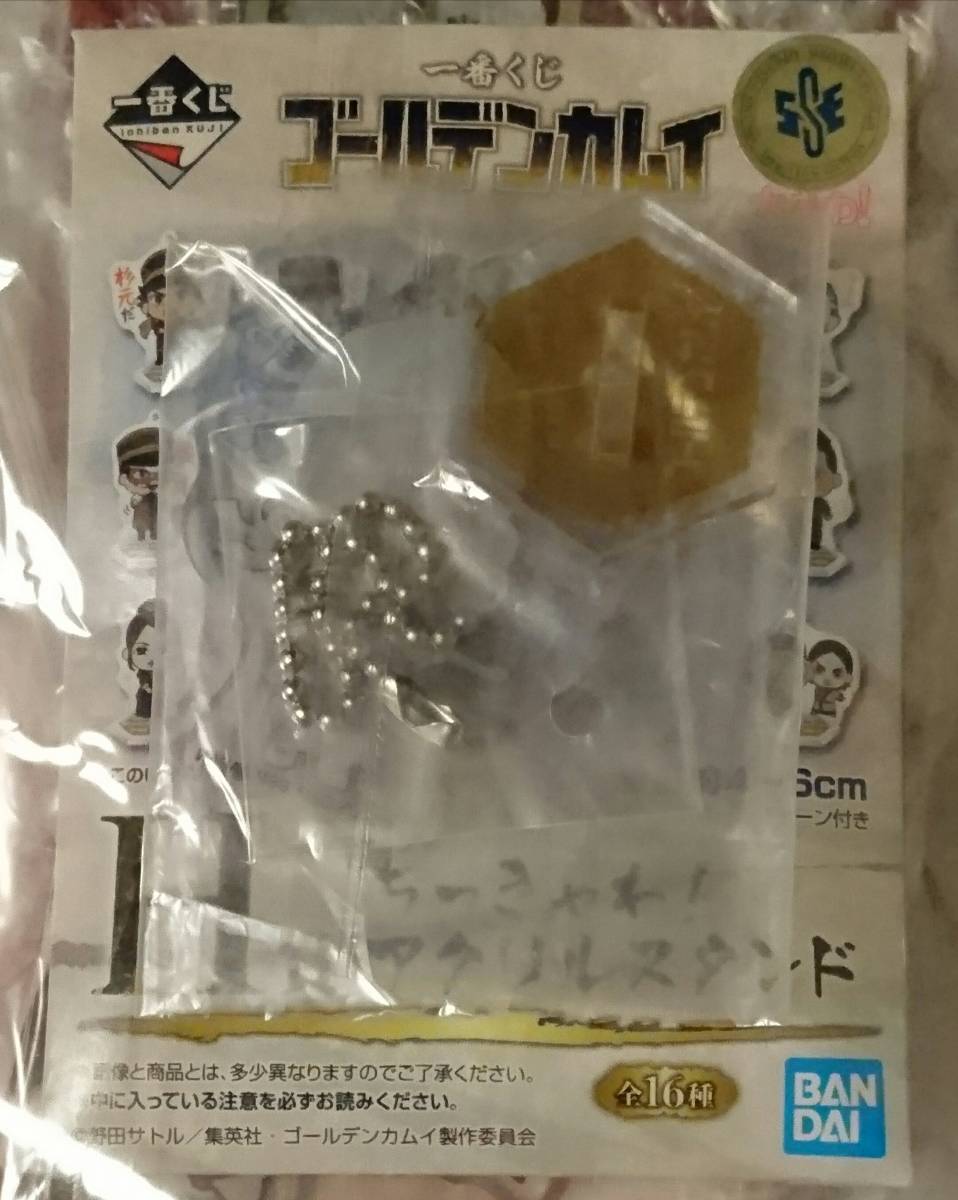 一番くじ
ゴールデンカムイ
一番くじ
Ichiban KUJI
SSE
杉元だ
この
6cm
ーン付き
H
ちっきゃわ!
アクリルスタンド
像と商品とは、多少異なりますのでご了承ください。
中に入っている注意を必ずお読みください。
©野田サトル／集英社・ゴールデンカムイ製作委員会
全16種
BAN
DAI